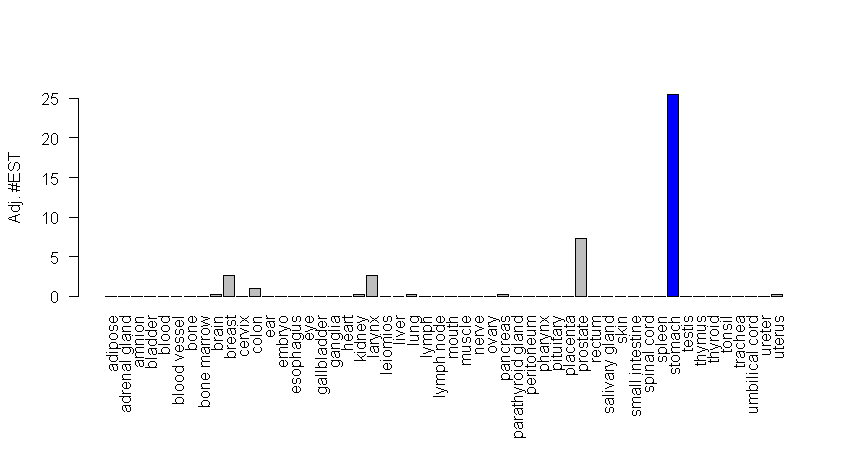 Adj. #EST
25
20
15
10
5
0
adipose
adrenal gland
amnion
bladder
blood
blood vessel
bone
bone marrow
brain
breast
cervix
colon
ear
embryo
esophagus
eye
gallbladder
ganglia
heart
kidney
larynx
leiomios
liver
lung
lymph
lymph node
mouth
muscle
nerve
ovary
pancreas
parathyroid gland
peritoneum
pharynx
pituitary
placenta
prostate
rectum
salivary gland
skin
small intestine
spinal cord
spleen
stomach
testis
thymus
thyroid
tonsil
trachea
umbilical cord
ureter
uterus